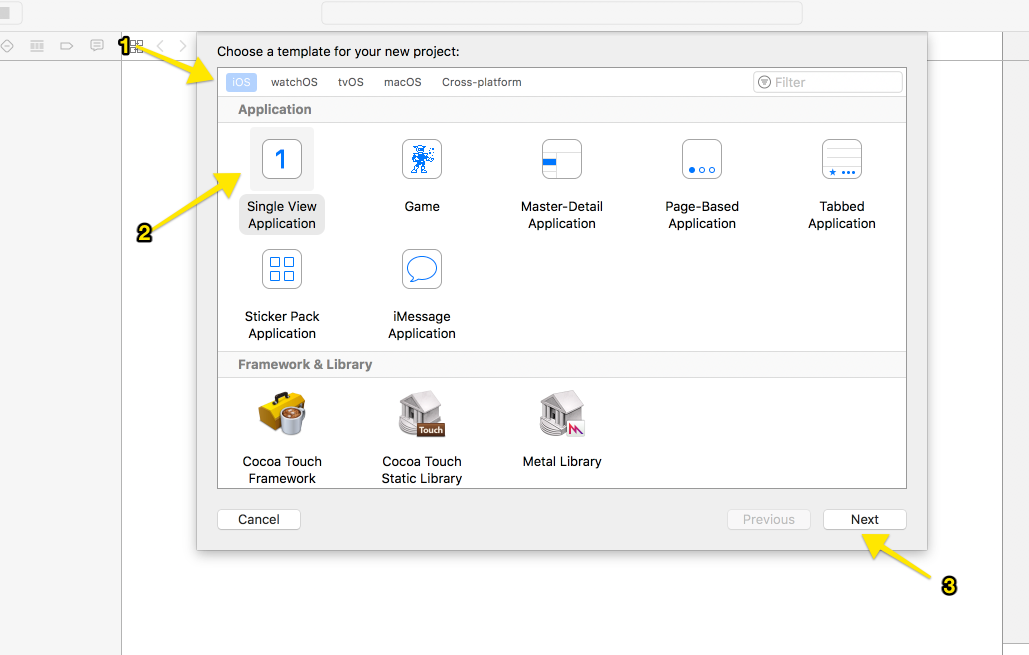 1
Choose a template for your new project:
iOS watchOS tvOS macOS Cross-platform Filter
Application
1
Single View
Application
Game
Master-Detail
Application
Page-Based
Application
Tabbed
Application
2
Sticker Pack
Application
iMessage
Application
Framework & Library
Touch
Cocoa Touch
Framework
Cocoa Touch
Static Library
Metal Library
Cancel Previous Next
3